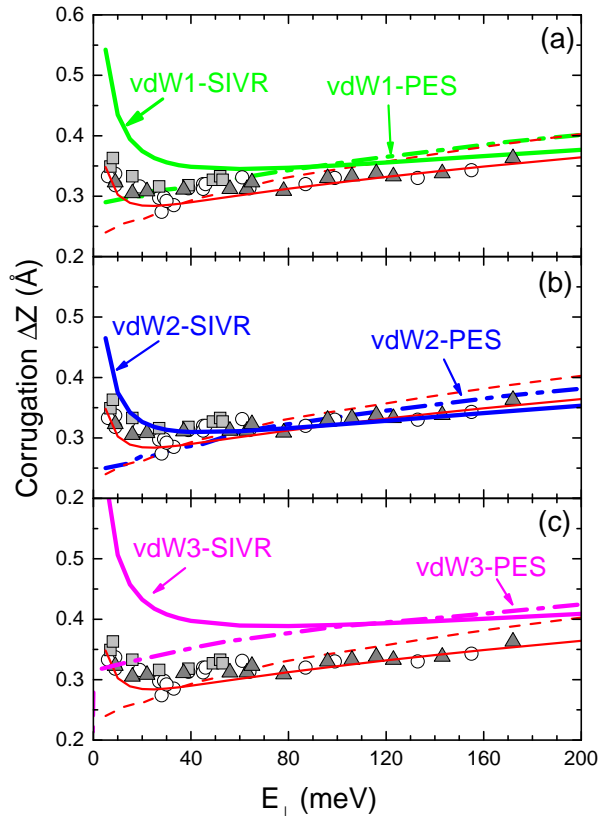 0.6
(a)
vdW1-SIVR
vdW1-PES
0.5
0.4
0.3
0.2
(b)
vdW2-SIVR
vdW2-PES
0.5
0.4
0.3
0.2
(c)
vdW3-SIVR
vdW3-PES
0.5
0.4
0.3
0.2
0 40 80 120 160 200
Corrugation ΔZ (Å)
E⊥ (meV)